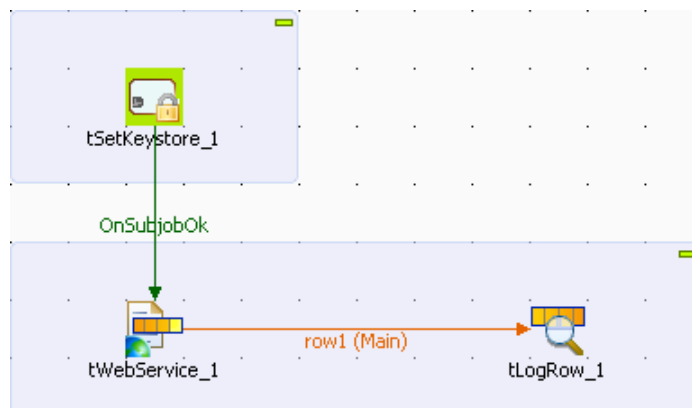 tSetKeystore_1
OnSubjobOk
row1 (Main)
tWebService_1
tLogRow_1